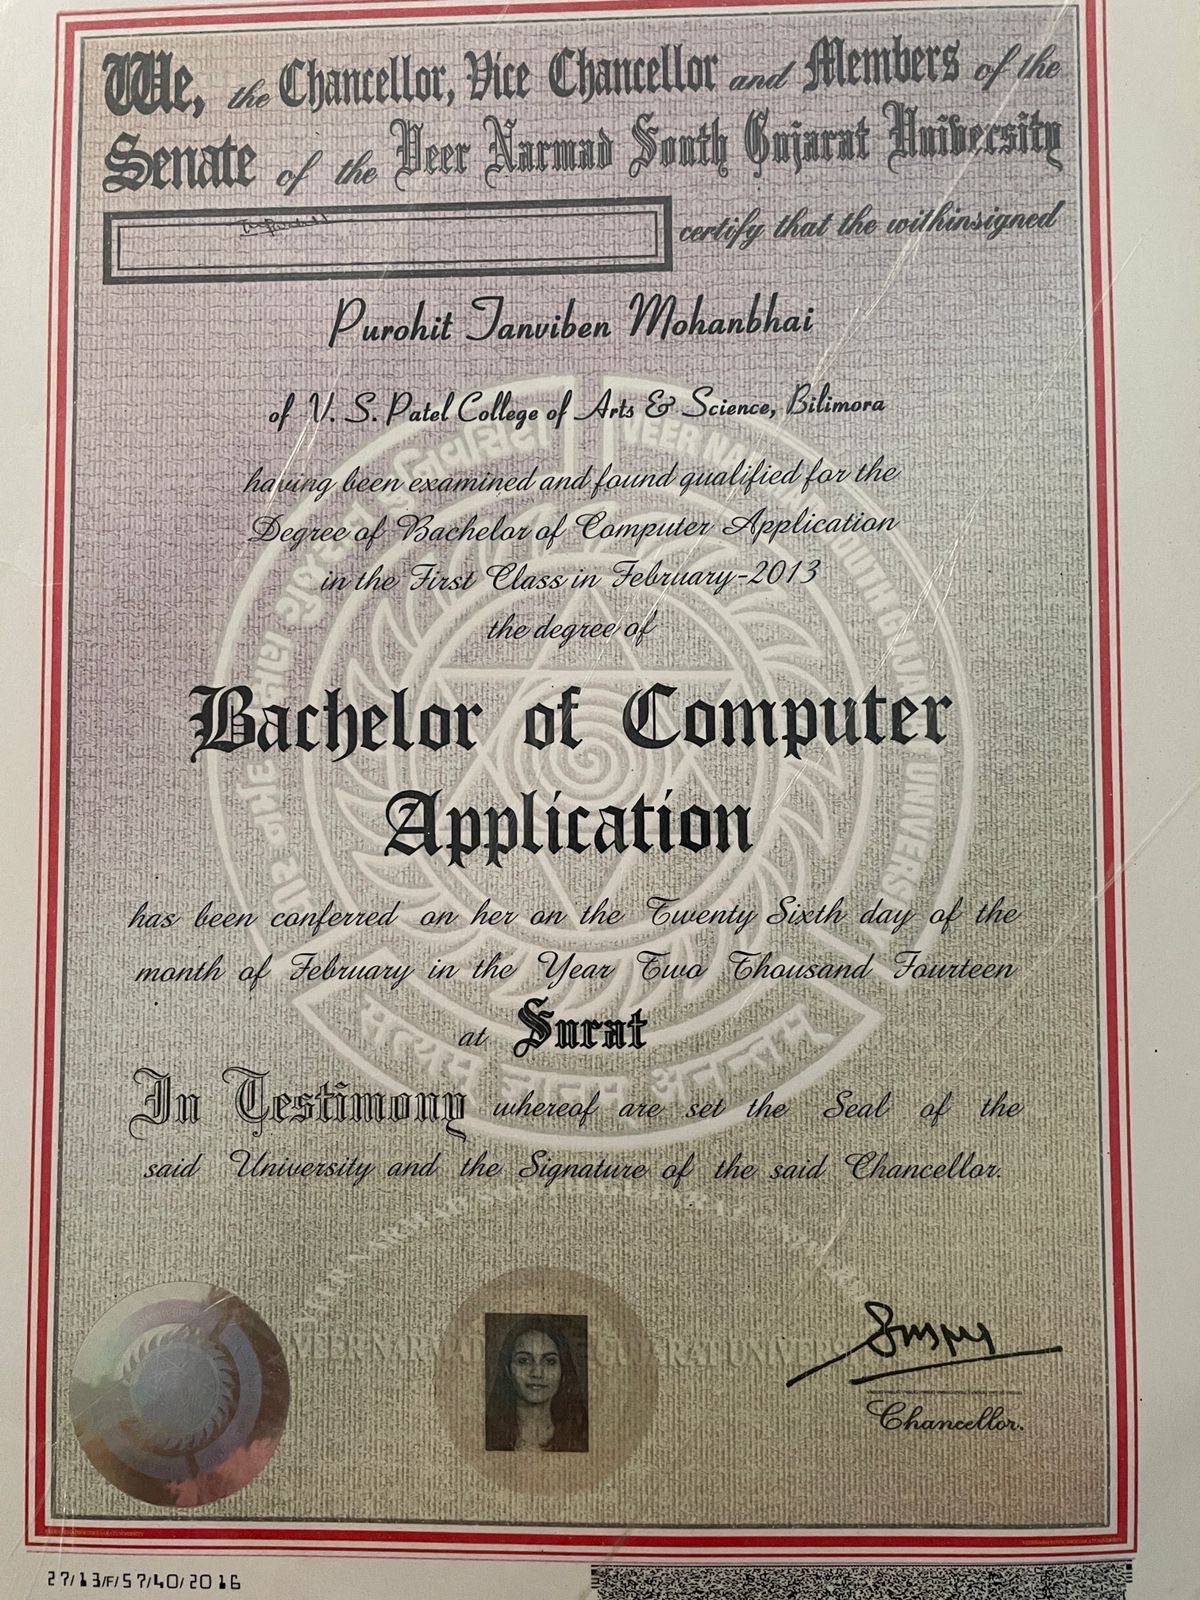 We, the Chancellor, Vice Chancellor and Members of the
Senate of the Veer Narmad South Gujarat University
certify that the withinsigned
Purohit Tanviben Mohanbhai
of V. S. Patel College of Arts & Science, Bilimora
having been examined and found qualified for the
Degree of Bachelor of Computer Application
in the First Class in February-2013
the degree of
Bachelor of Computer
Application
has been conferred on her on the Twenty Sixth day of the
month of February in the Year Two Thousand Fourteen
at Surat
In Testimony whereof are set the Seal of the
said University and the Signature of the said Chancellor.
Chancellor.
27/13/F/57/40/2016